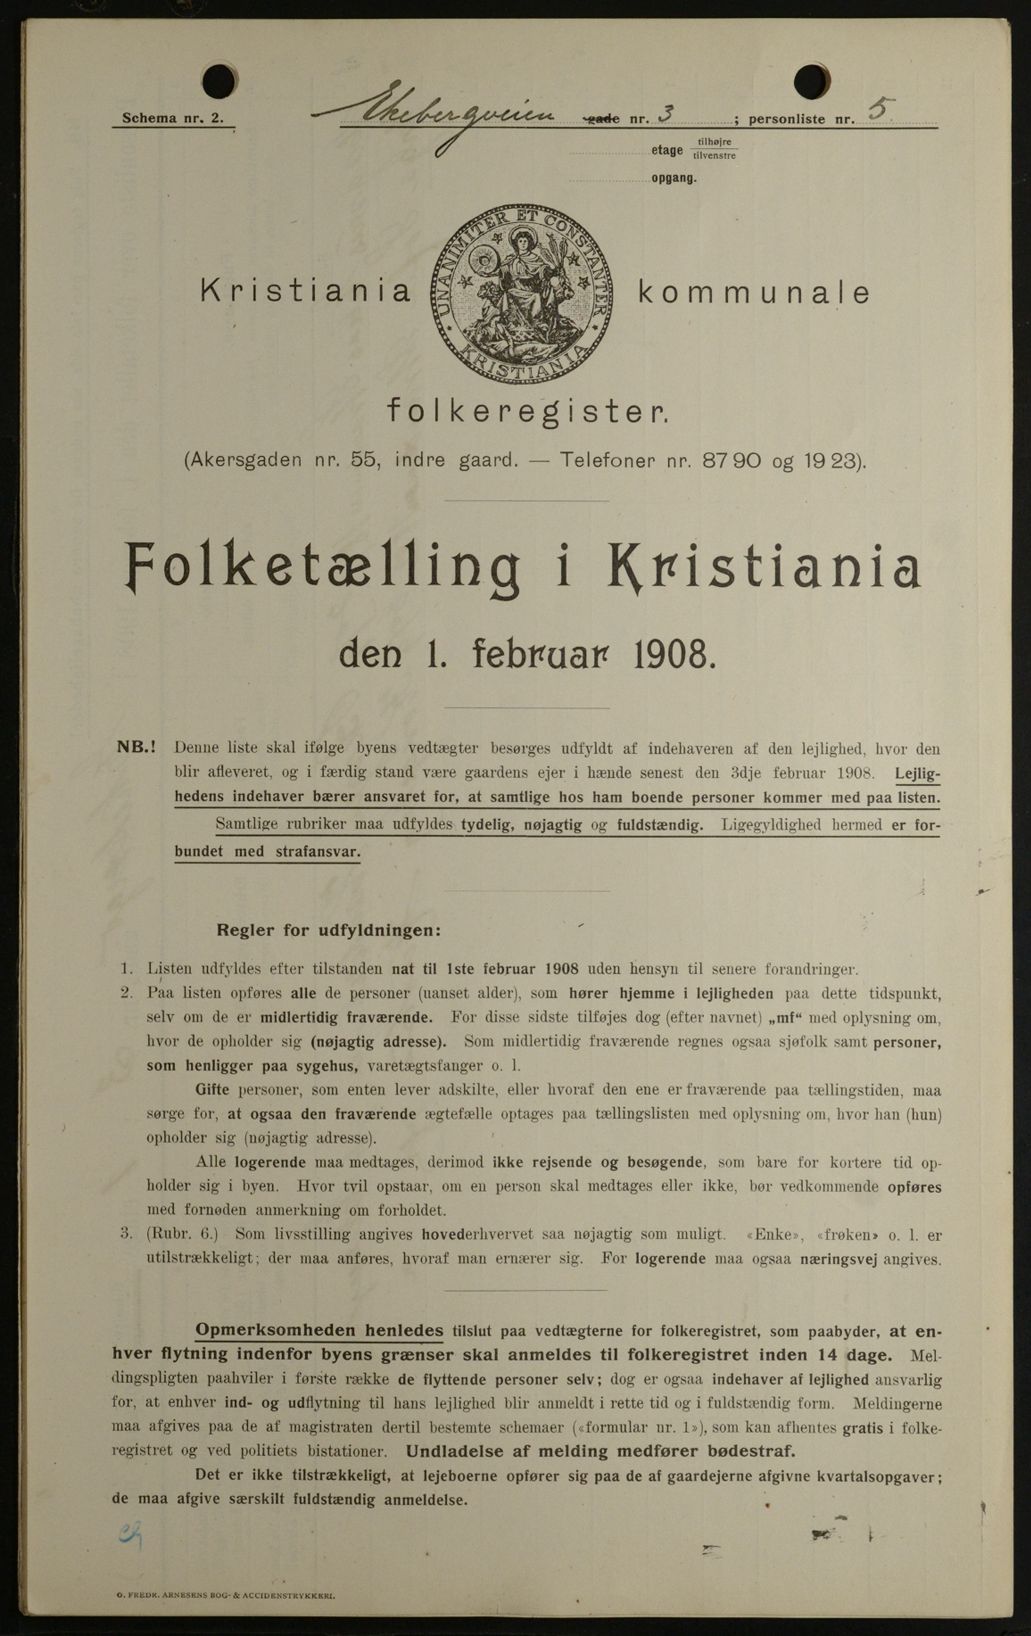 Schema nr. 2.
Ekebergveien gade nr. 3 ; personliste nr. 5
etage tilhøjre
tilvenstre
opgang.
UNANIMITER ET CONSTANTER
KRISTIANIA
Kristiania kommunale
folkeregister.
(Akersgaden nr. 55, indre gaard. — Telefoner nr. 87 90 og 19 23).
Folketælling i Kristiania
den 1. februar 1908.
NB.! Denne liste skal ifølge byens vedtægter besørges udfyldt af indehaveren af den lejlighed, hvor den
blir afleveret, og i færdig stand være gaardens ejer i hænde senest den 3dje februar 1908. Lejlig-
hedens indehaver bærer ansvaret for, at samtlige hos ham boende personer kommer med paa listen.
Samtlige rubriker maa udfyldes tydelig, nøjagtig og fuldstændig. Ligegyldighed hermed er for-
bundet med strafansvar.
Regler for udfyldningen:
1. Listen udfyldes efter tilstanden nat til 1ste februar 1908 uden hensyn til senere forandringer.
2. Paa listen opføres alle de personer (uanset alder), som hører hjemme i lejligheden paa dette tidspunkt,
selv om de er midlertidig fraværende. For disse sidste tilføjes dog (efter navnet) „mf“ med oplysning om,
hvor de opholder sig (nøjagtig adresse). Som midlertidig fraværende regnes ogsaa sjøfolk samt personer,
som henligger paa sygehus, varetægtsfanger o. l.
Gifte personer, som enten lever adskilte, eller hvoraf den ene er fraværende paa tællingstiden, maa
sørge for, at ogsaa den fraværende ægtefælle optages paa tællingslisten med oplysning om, hvor han (hun)
opholder sig (nøjagtig adresse).
Alle logerende maa medtages, derimod ikke rejsende og besøgende, som bare for kortere tid op-
holder sig i byen. Hvor tvil opstaar, om en person skal medtages eller ikke, bør vedkommende opføres
med fornøden anmerkning om forholdet.
3. (Rubr. 6.) Som livsstilling angives hovederhvervet saa nøjagtig som muligt. «Enke», «frøken» o. l. er
utilstrækkeligt; der maa anføres, hvoraf man ernærer sig. For logerende maa ogsaa næringsvej angives.
Opmerksomheden henledes tilslut paa vedtægterne for folkeregistret, som paabyder, at en-
hver flytning indenfor byens grænser skal anmeldes til folkeregistret inden 14 dage. Mel-
dingspligten paahviler i første række de flyttende personer selv; dog er ogsaa indehaver af lejlighed ansvarlig
for, at enhver ind- og udflytning til hans lejlighed blir anmeldt i rette tid og i fuldstændig form. Meldingerne
maa afgives paa de af magistraten dertil bestemte schemaer («formular nr. 1»), som kan afhentes gratis i folke-
registret og ved politiets bistationer. Undladelse af melding medfører bødestraf.
Det er ikke tilstrækkeligt, at lejeboerne opfører sig paa de af gaardejerne afgivne kvartalsopgaver;
de maa afgive særskilt fuldstændig anmeldelse.
O. FREDR. ARNESENS BOG- & ACCIDENSTRYKKERI.